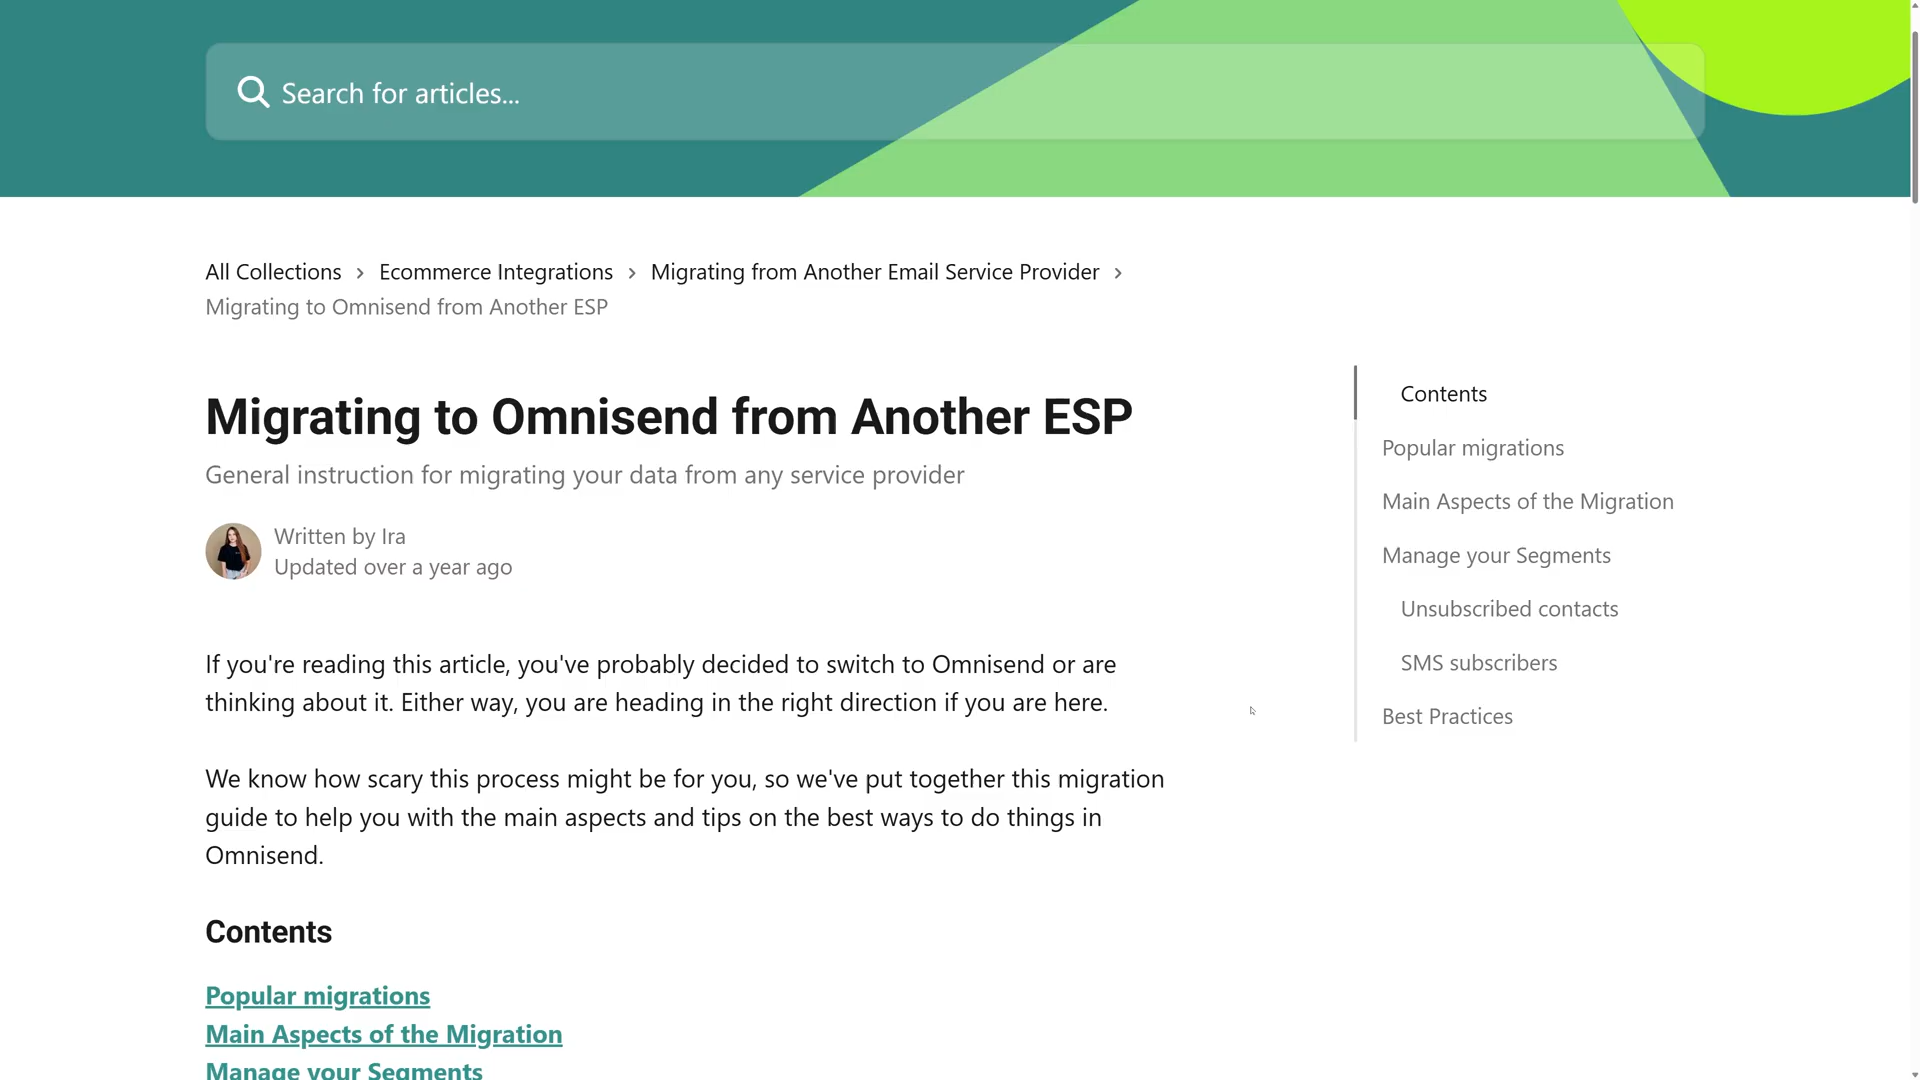 Search for articles...
All Collections > Ecommerce Integrations > Migrating from Another Email Service Provider >
Migrating to Omnisend from Another ESP
Migrating to Omnisend from Another ESP
General instruction for migrating your data from any service provider
Written by Ira
Updated over a year ago
If you're reading this article, you've probably decided to switch to Omnisend or are
thinking about it. Either way, you are heading in the right direction if you are here.
We know how scary this process might be for you, so we've put together this migration
guide to help you with the main aspects and tips on the best ways to do things in
Omnisend.
Contents
Popular migrations
Main Aspects of the Migration
Manage your Segments
Contents
Popular migrations
Main Aspects of the Migration
Manage your Segments
Unsubscribed contacts
SMS subscribers
Best Practices